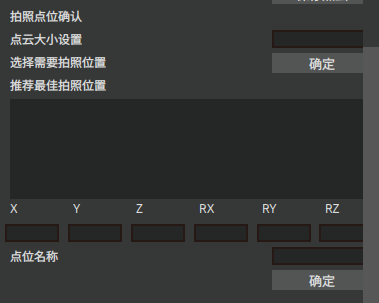 拍照点位确认
点云大小设置
选择需要拍照位置 确定
推荐最佳拍照位置
X Y Z RX RY RZ
点位名称
确定